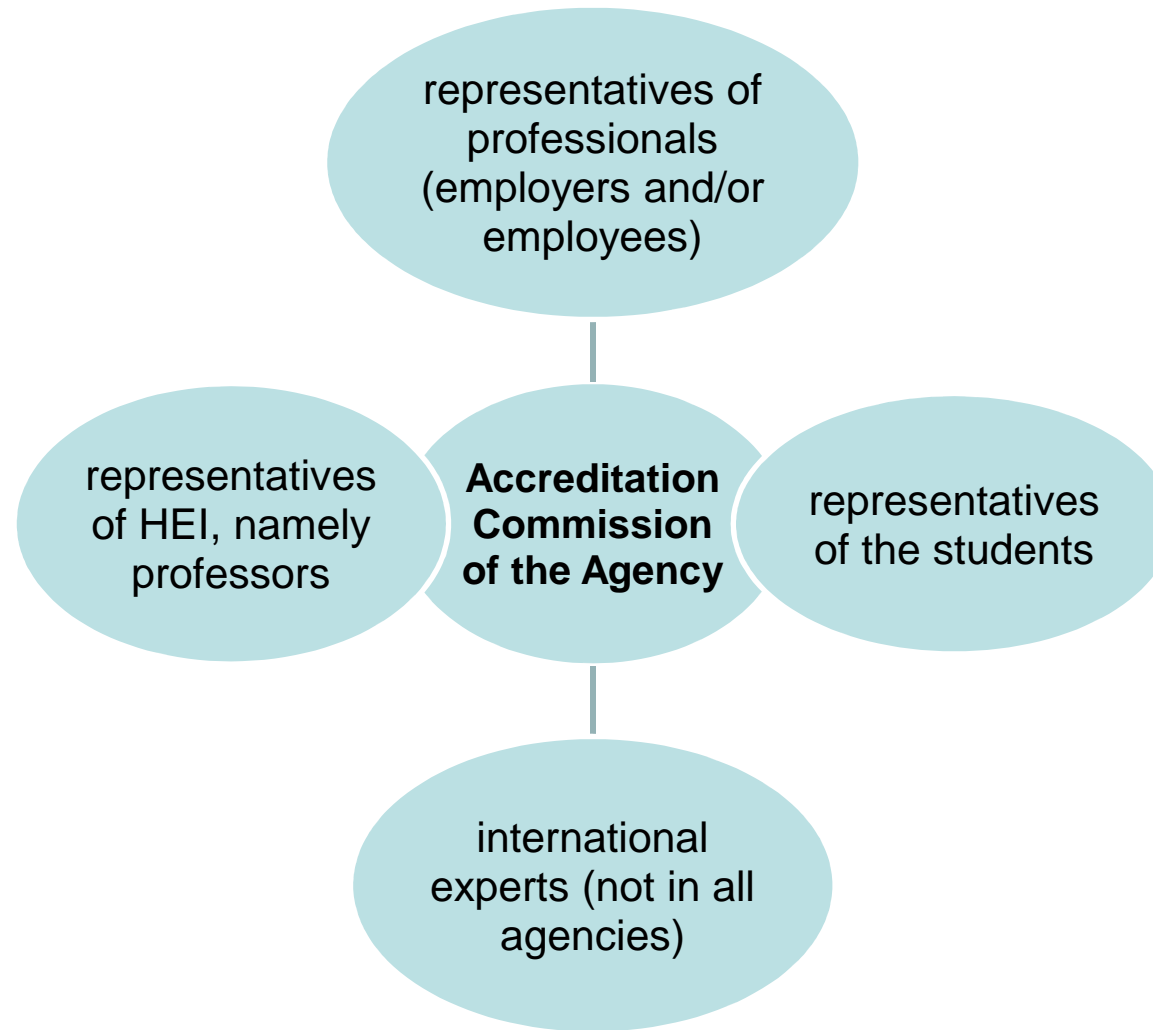 representatives of
professionals
(employers and/or
employees)
representatives
of HEI, namely
professors
Accreditation
Commission
of the Agency
representatives
of the students
international
experts (not in all
agencies)